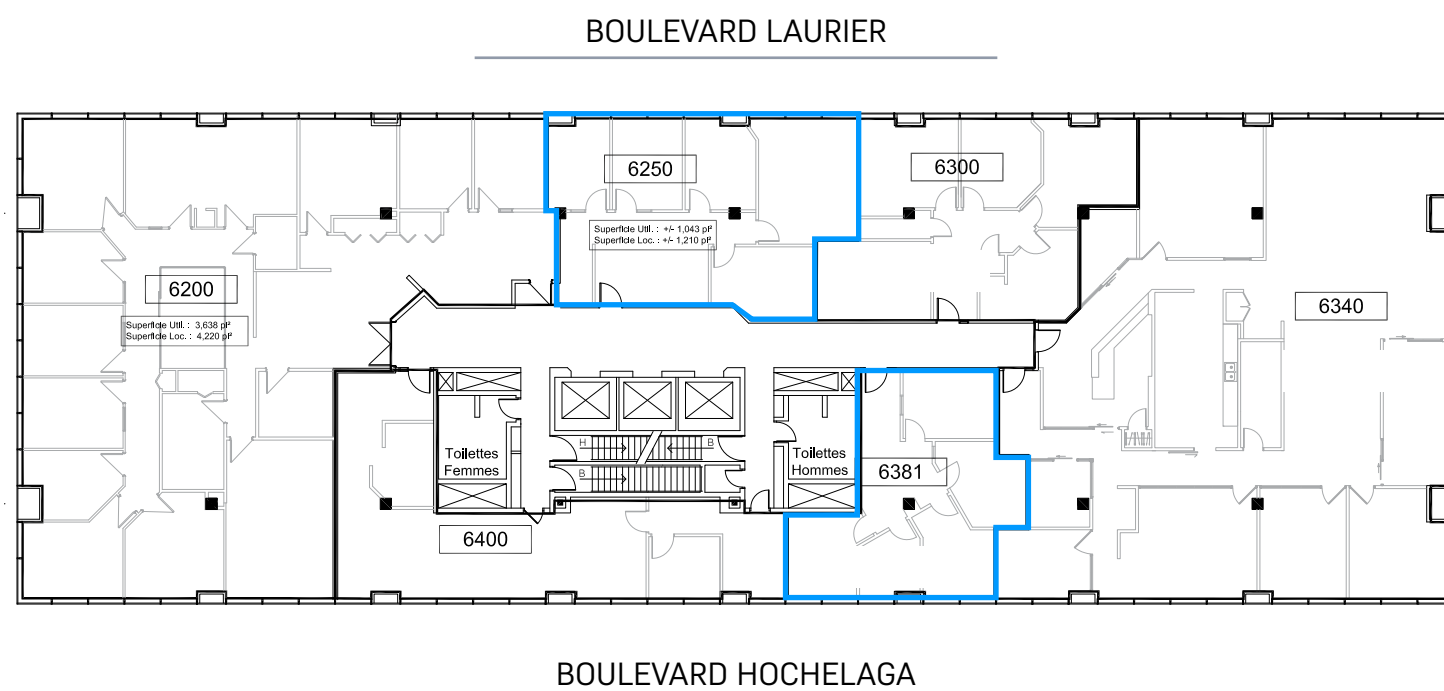 BOULEVARD LAURIER
6250
6300
Superficie Util. : +/- 1,043 pi²
Superficie Loc. : +/- 1,210 pi²
6200
6340
Superficie Util. : 3,638 pi²
Superficie Loc. : 4,220 pi²
H
B
B
Toilettes
Femmes
Toilettes
Hommes
6381
6400
BOULEVARD HOCHELAGA